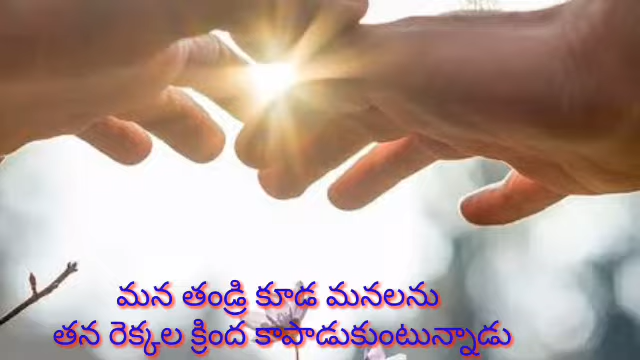 మన తండ్రి కూడ మనలను
తన రెక్కల క్రింద కాపాడుకుంటున్నాడు